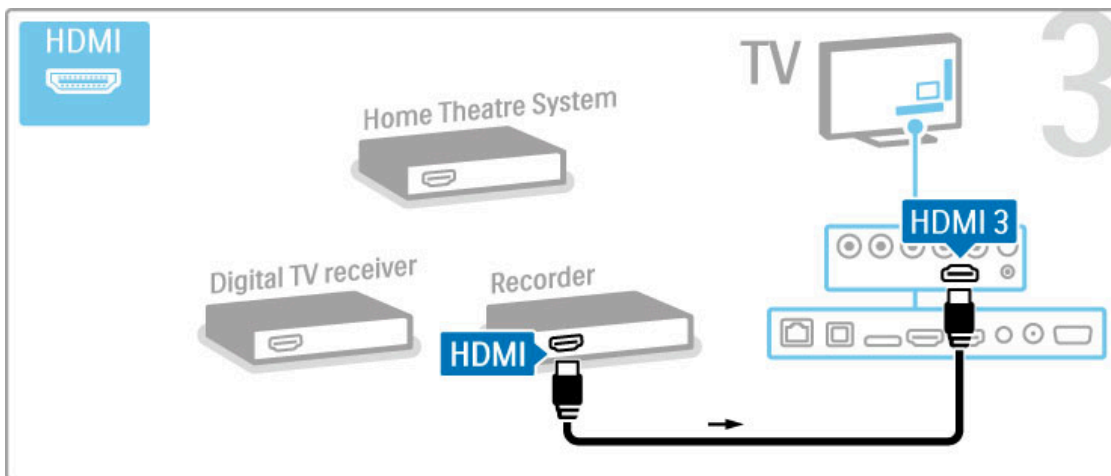 HDMI
TV
3
Home Theatre System
HDMI 3
Digital TV receiver
Recorder
HDMI